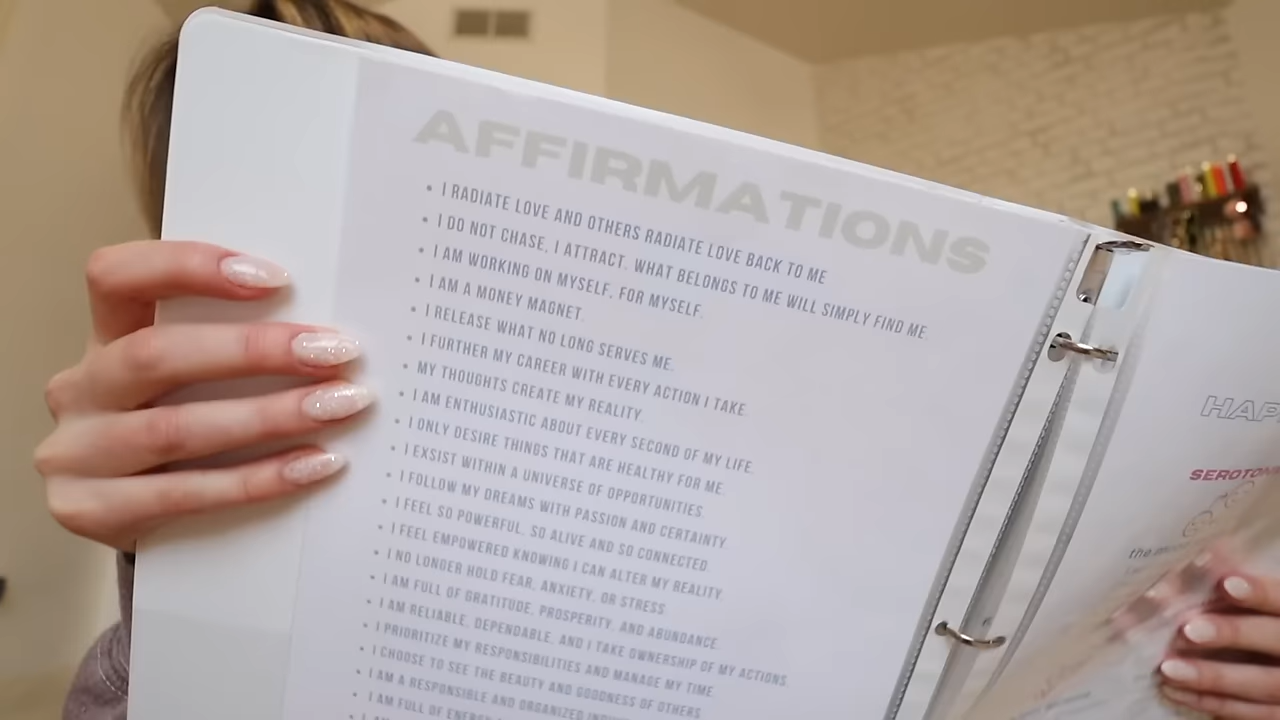 AFFIRMATIONS
• I RADIATE LOVE AND OTHERS RADIATE LOVE BACK TO ME
• I DO NOT CHASE, I ATTRACT. WHAT BELONGS TO ME WILL SIMPLY FIND ME.
• I AM WORKING ON MYSELF, FOR MYSELF.
• I AM A MONEY MAGNET.
• I RELEASE WHAT NO LONG SERVES ME.
• I FURTHER MY CAREER WITH EVERY ACTION I TAKE.
• MY THOUGHTS CREATE MY REALITY.
• I AM ENTHUSIASTIC ABOUT EVERY SECOND OF MY LIFE.
• I ONLY DESIRE THINGS THAT ARE HEALTHY FOR ME.
• I EXSIST WITHIN A UNIVERSE OF OPPORTUNITIES.
• I FOLLOW MY DREAMS WITH PASSION AND CERTAINTY.
• I FEEL SO POWERFUL, SO ALIVE AND SO CONNECTED.
• I FEEL EMPOWERED KNOWING I CAN ALTER MY REALITY.
• I NO LONGER HOLD FEAR, ANXIETY, OR STRESS.
• I AM FULL OF GRATITUDE, PROSPERITY, AND ABUNDANCE.
• I AM RELIABLE, DEPENDABLE, AND I TAKE OWNERSHIP OF MY ACTIONS.
• I PRIORITIZE MY RESPONSIBILITIES AND MANAGE MY TIME.
• I CHOOSE TO SEE THE BEAUTY AND GOODNESS OF OTHERS
• I AM A RESPONSIBLE AND ORGANIZED
• I AM FULL OF
HAP
SEROTON
the